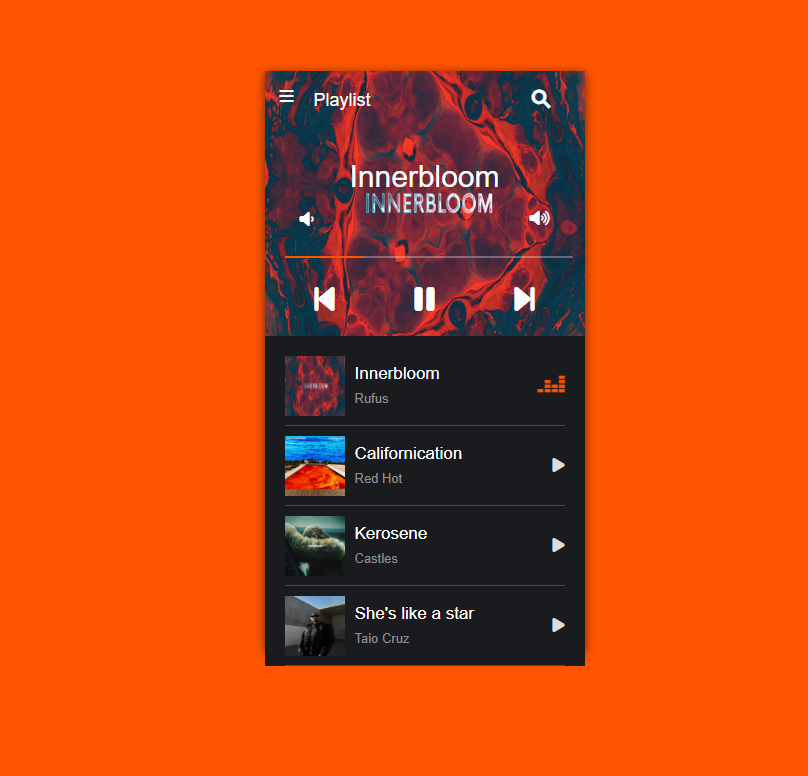 Playlist
Innerbloom
INNERBLOOM
Innerbloom
Rufus
Californication
Red Hot
Kerosene
Castles
She's like a star
Taio Cruz